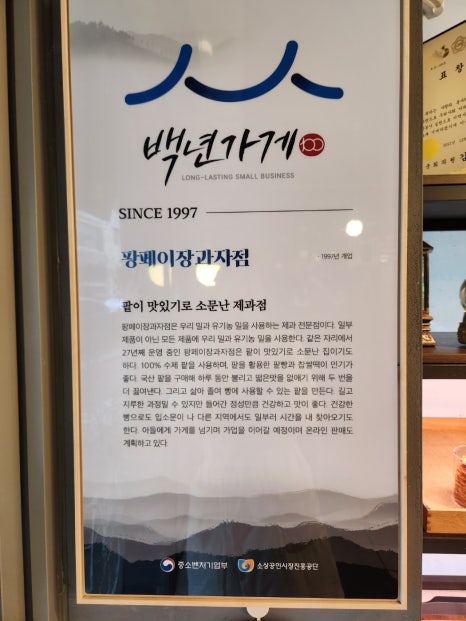 백년가게 100
LONG-LASTING SMALL BUSINESS
SINCE 1997
팡페이장과자점
- 1997년 개업
팥이 맛있기로 소문난 제과점
팡페이장과자점은 우리 밀과 유기농 밀을 사용하는 제과 전문점이다. 일부
제품이 아닌 모든 제품에 우리 밀과 유기농 밀을 사용한다. 같은 자리에서
27년째 운영 중인 팡페이장과자점은 팥이 맛있기로 소문난 집이기도
하다. 100% 수제 팥을 사용하며, 팥을 활용한 팥빵과 찹쌀떡이 인기가
좋다. 국산 팥을 구매해 하루 동안 불리고 떫은맛을 없애기 위해 두 번을
더 끓여낸다. 그리고 삶아 졸여 빵에 사용할 수 있는 팥을 만든다. 길고
지루한 과정일 수 있지만 들어간 정성만큼 건강하고 맛이 좋다. 건강한
빵으로도 입소문이 나 다른 지역에서도 일부러 시간을 내 찾아오기도
한다. 아들에게 가게를 넘기며 가업을 이어갈 예정이며 온라인 판매도
계획하고 있다
중소벤처기업부
소상공인시장진흥공단
표 창